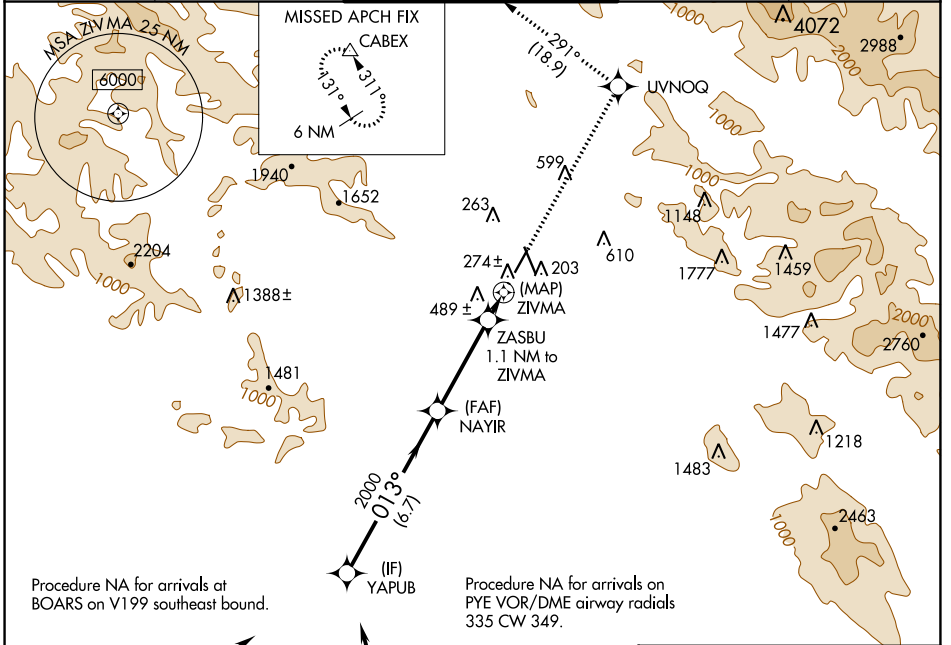 MSA ZIVMA 25 NM
6000
MISSED APCH FIX
CABEX
131°
311°
6 NM
291°
(18.9)
UVNOQ
1000
4072
2988
2000
1000
1940
1652
599
1000
263
1148
2204
1000
610
274±
203
1777
1459
1388±
(MAP)
ZIVMA
489±
ZASBU
1.1 NM to
ZIVMA
1477
2000
2760
1481
1000
(FAF)
NAYIR
1218
1483
2000
013°
(6.7)
2463
1000
(IF)
YAPUB
Procedure NA for arrivals at
BOARS on V199 southeast bound.
Procedure NA for arrivals on
PYE VOR/DME airway radials
335 CW 349.